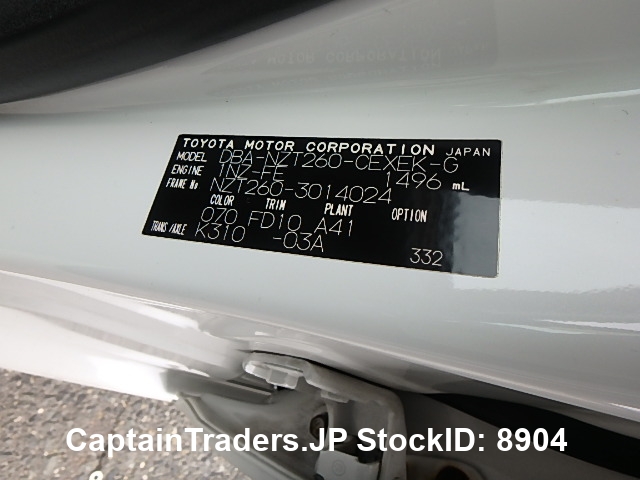 TOYOTA MOTOR CORPORATION JAPAN
MODEL DBA-NZT260-CEXEK-G
ENGINE 1NZ-FE 1496 mL
FRAME No NZT260-3014024
COLOR TRIM PLANT OPTION
070 FD10 A41
TRANS/AXLE K310 -03A
332
CaptainTraders.JP StockID: 8904